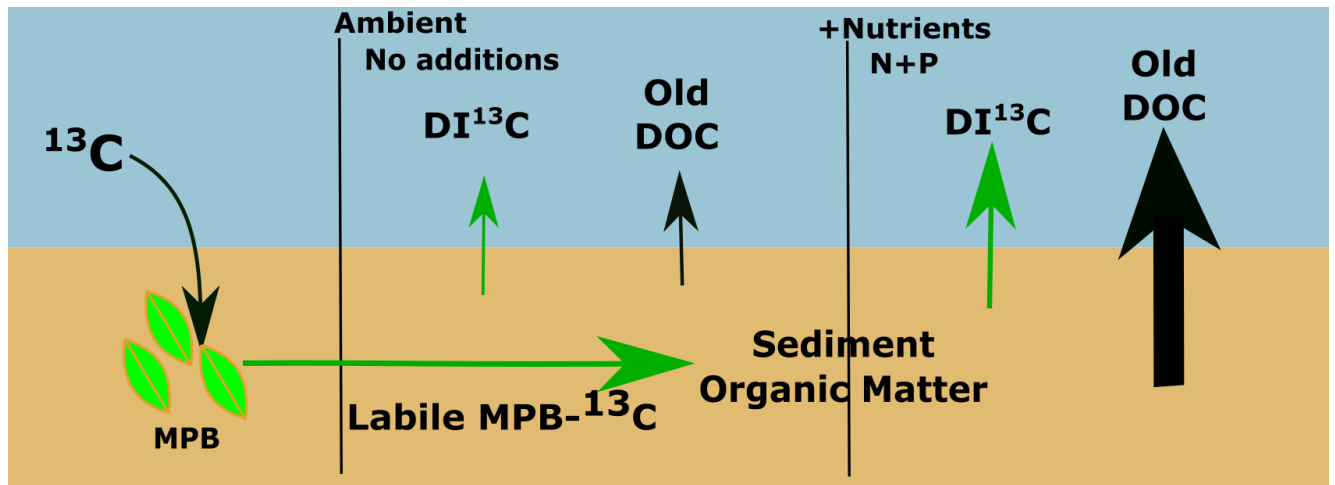 ¹³C
MPB
Ambient
No additions
DI¹³C
Old
DOC
Labile MPB-¹³C
Sediment
Organic Matter
+Nutrients
N+P
DI¹³C
Old
DOC